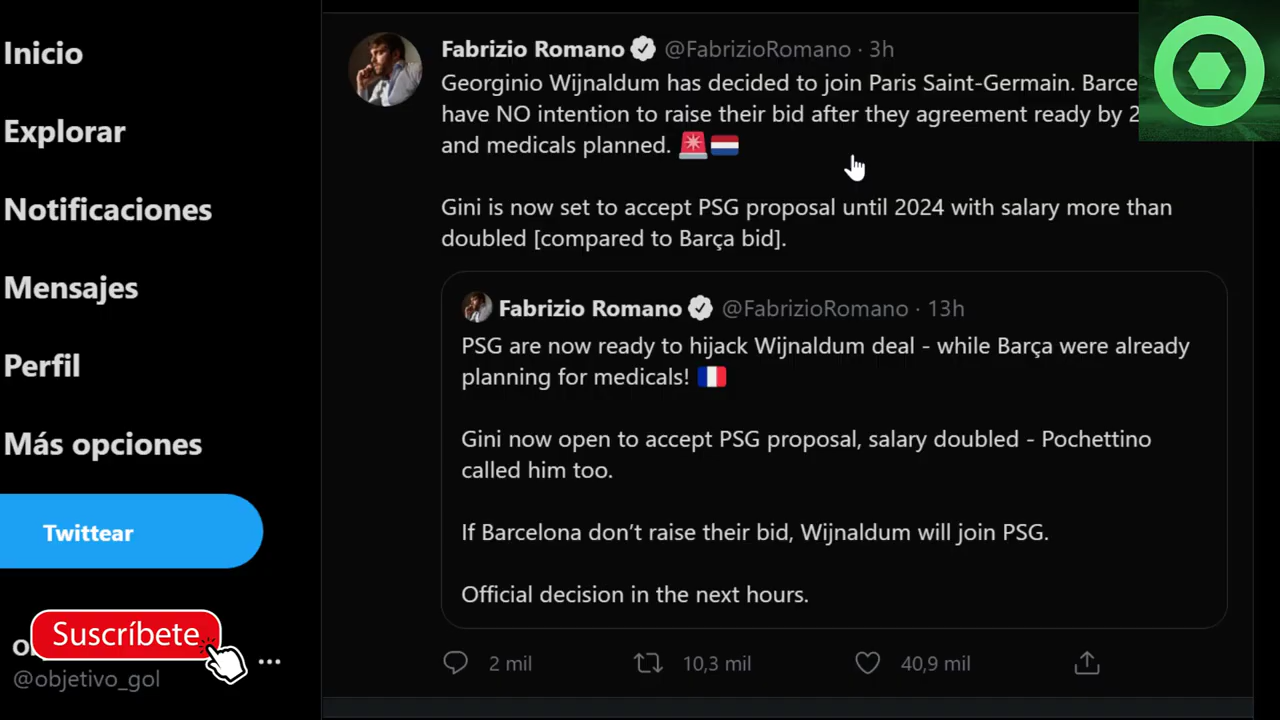 Inicio
Explorar
Notificaciones
Mensajes
Perfil
Más opciones
Twittear
Suscríbete
@objetivo_gol
Fabrizio Romano @FabrizioRomano · 3h
Georginio Wijnaldum has decided to join Paris Saint-Germain.
have NO intention to raise their bid after they agreement ready by
and medicals planned. 🚨🇳🇱
Gini is now set to accept PSG proposal until 2024 with salary more than
doubled [compared to Barça bid].
Fabrizio Romano @FabrizioRomano · 13h
PSG are now ready to hijack Wijnaldum deal - while Barça were already
planning for medicals! 🇫🇷
Gini now open to accept PSG proposal, salary doubled - Pochettino
called him too.
If Barcelona don’t raise their bid, Wijnaldum will join PSG.
Official decision in the next hours.
2 mil
10,3 mil
40,9 mil